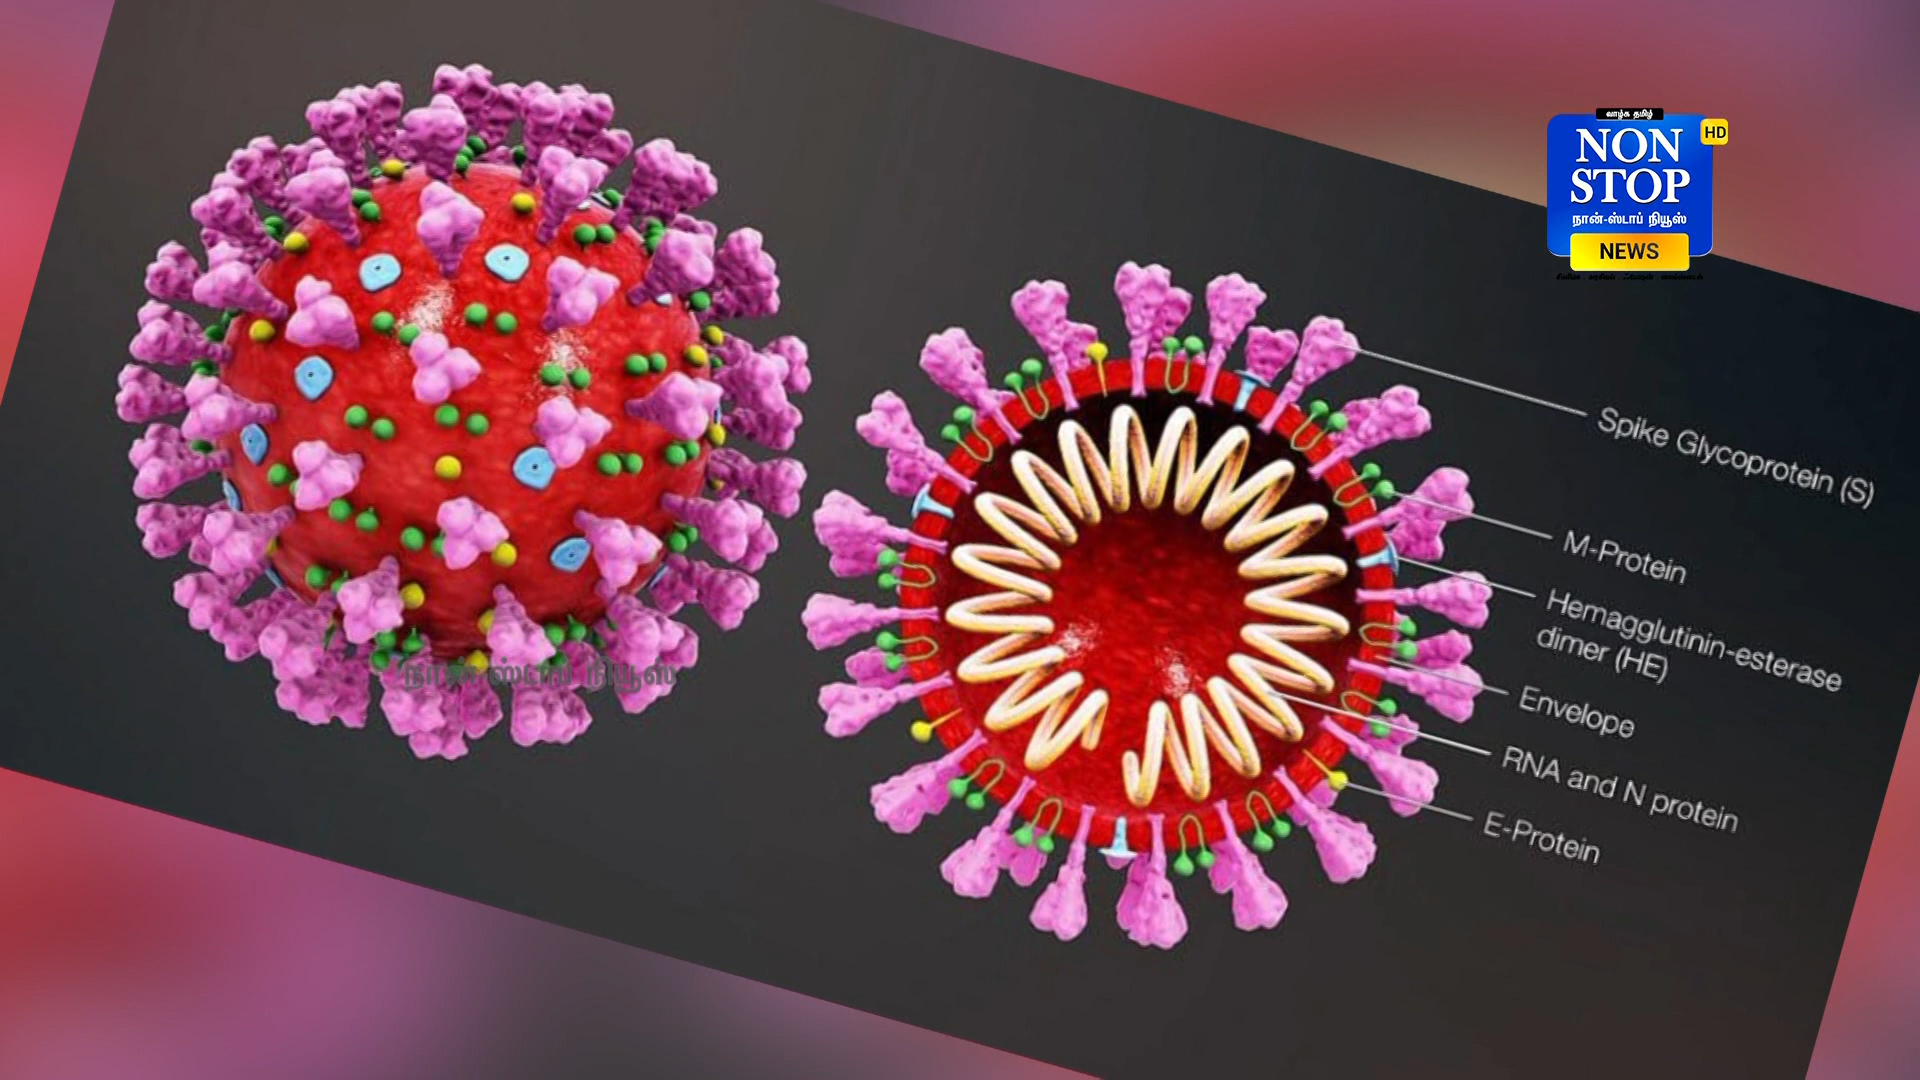 வாழ்க தமிழ்
HD
NON
STOP
நான்-ஸ்டாப் நியூஸ்
NEWS
Spike Glycoprotein (S)
M-Protein
Hemagglutinin-esterase
dimer (HE)
Envelope
RNA and N protein
E-Protein
நான்-ஸ்டாப் நியூஸ்